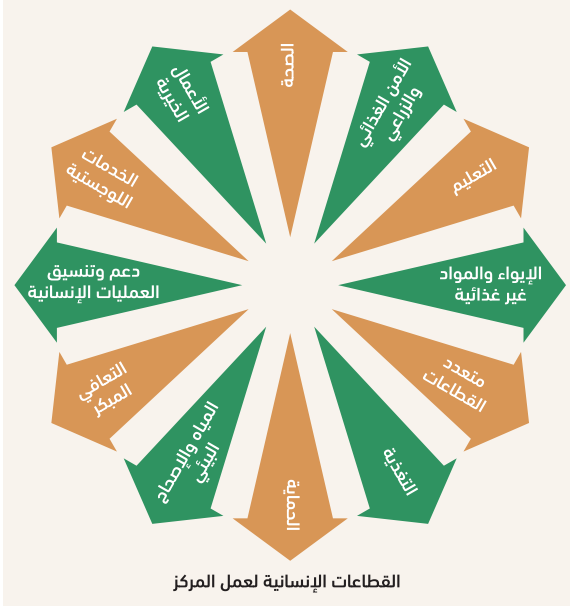 الصحة
الأمن الغذائي
والزراعي
التعليم
الإيواء والمواد
غير غذائية
متعدد
القطاعات
التغذية
الحماية
المياه والإصحاح
البيئي
التعافي
المبكر
دعم وتنسيق
العمليات الإنسانية
الخدمات
اللوجستية
الأعمال
الخيرية
القطاعات الإنسانية لعمل المركز